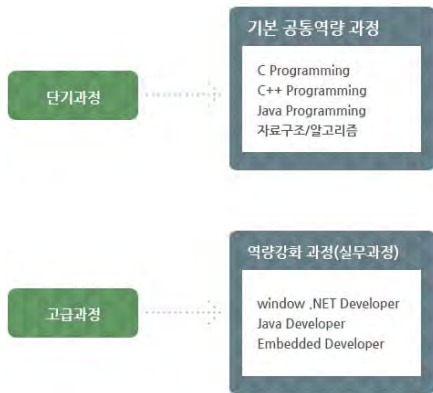 단기과정
기본 공통역량 과정
C Programming
C++ Programming
Java Programming
자료구조/알고리즘
고급과정
역량강화 과정(실무과정)
window .NET Developer
Java Developer
Embedded Developer